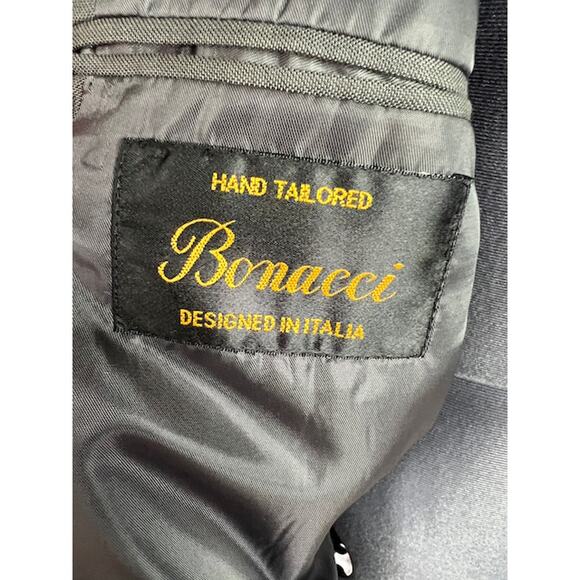 HAND TAILORED
Bonacci
DESIGNED IN ITALIA